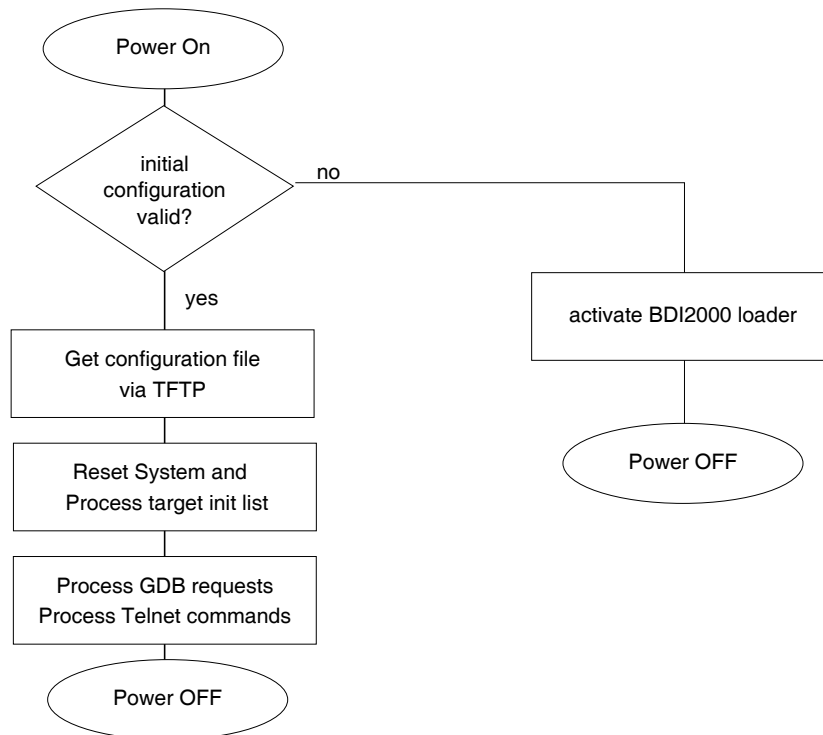 Power On
initial
configuration
valid?
no
yes
activate BDI2000 loader
Get configuration file
via TFTP
Power OFF
Reset System and
Process target init list
Process GDB requests
Process Telnet commands
Power OFF